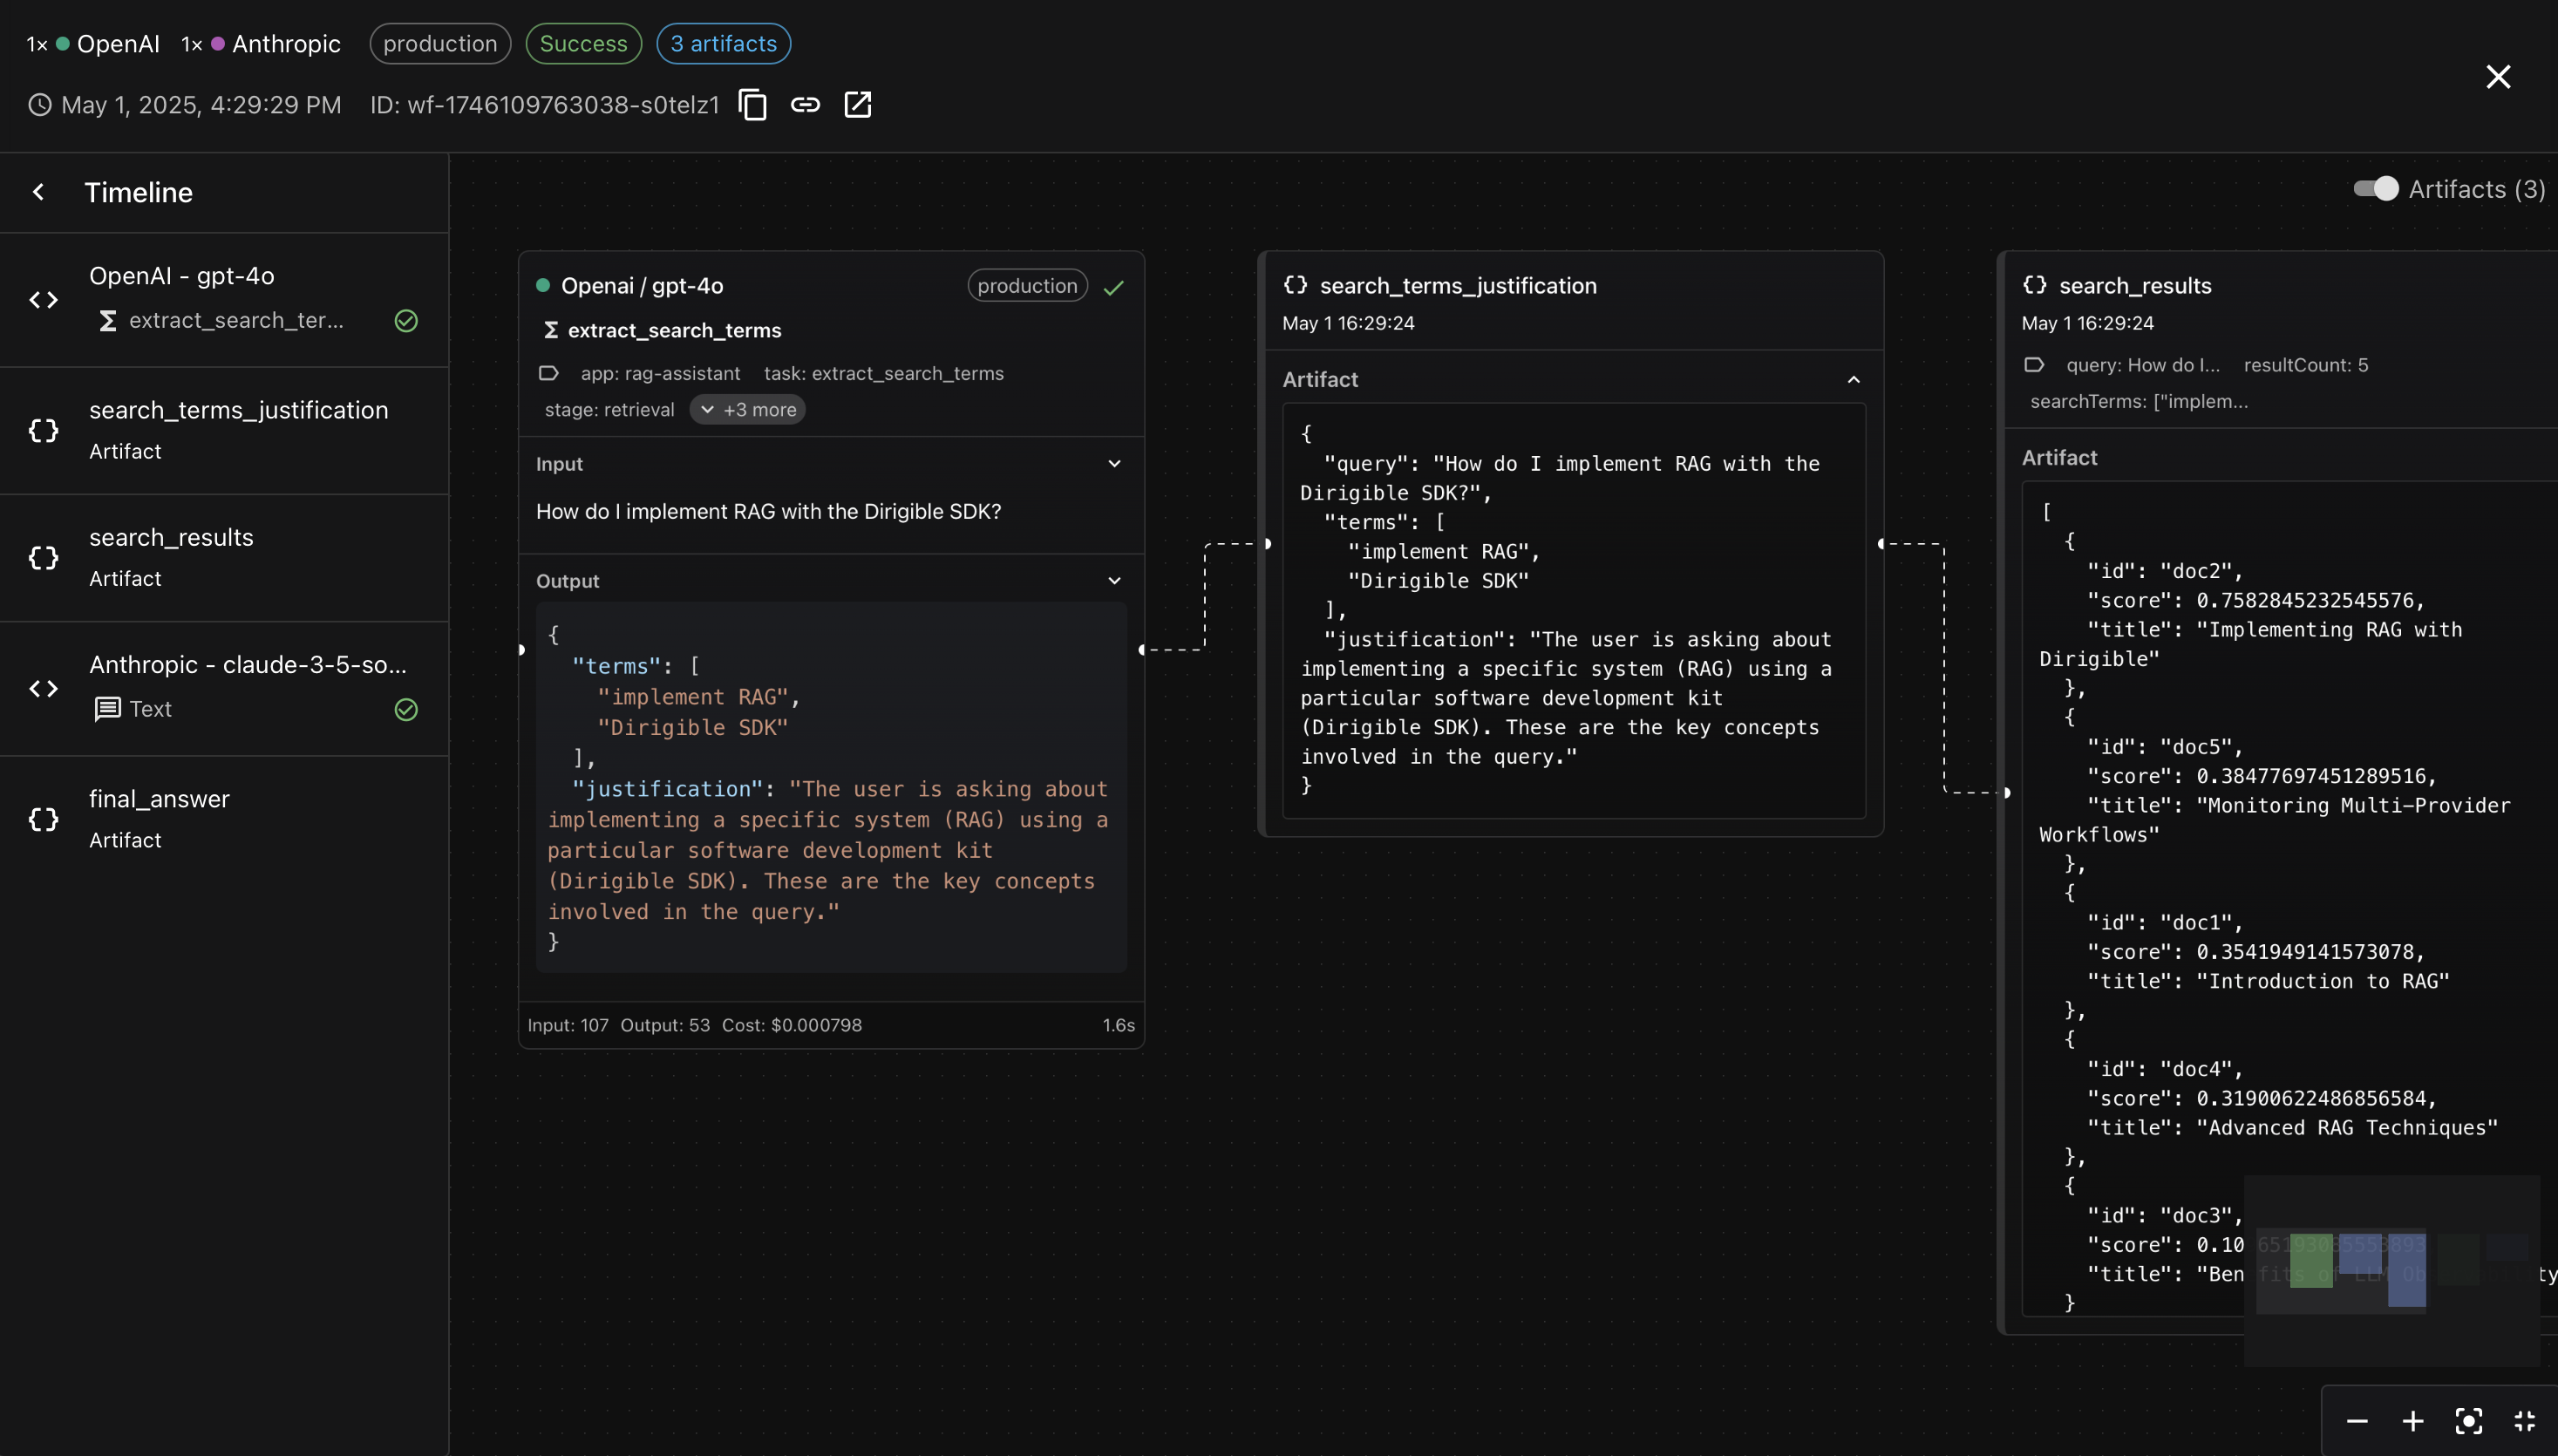 1× OpenAI 1× Anthropic production Success 3 artifacts
May 1, 2025, 4:29:29 PM ID: wf-1746109763038-s0telz1
Timeline
OpenAI - gpt-4o
extract_search_ter...
search_terms_justification
Artifact
search_results
Artifact
Anthropic - claude-3-5-so...
Text
final_answer
Artifact
Artifacts (3)
Openai / gpt-4o production
extract_search_terms
app: rag-assistant task: extract_search_terms
stage: retrieval +3 more
Input
How do I implement RAG with the Dirigible SDK?
Output
{
"terms": [
"implement RAG",
"Dirigible SDK"
],
"justification": "The user is asking about
implementing a specific system (RAG) using a
particular software development kit
(Dirigible SDK). These are the key concepts
involved in the query."
}
Input: 107 Output: 53 Cost: $0.000798 1.6s
search_terms_justification
May 1 16:29:24
Artifact
{
"query": "How do I implement RAG with the
Dirigible SDK?",
"terms": [
"implement RAG",
"Dirigible SDK"
],
"justification": "The user is asking about
implementing a specific system (RAG) using a
particular software development kit
(Dirigible SDK). These are the key concepts
involved in the query."
}
search_results
May 1 16:29:24
query: How do I... resultCount: 5
searchTerms: ["implem...
Artifact
[
{
"id": "doc2",
"score": 0.7582845232545576,
"title": "Implementing RAG with
Dirigible"
},
{
"id": "doc5",
"score": 0.38477697451289516,
"title": "Monitoring Multi-Provider
Workflows"
},
{
"id": "doc1",
"score": 0.3541949141573078,
"title": "Introduction to RAG"
},
{
"id": "doc4",
"score": 0.31900622486856584,
"title": "Advanced RAG Techniques"
},
{
"id": "doc3",
"score":
"title": "Benefits of LLM
}